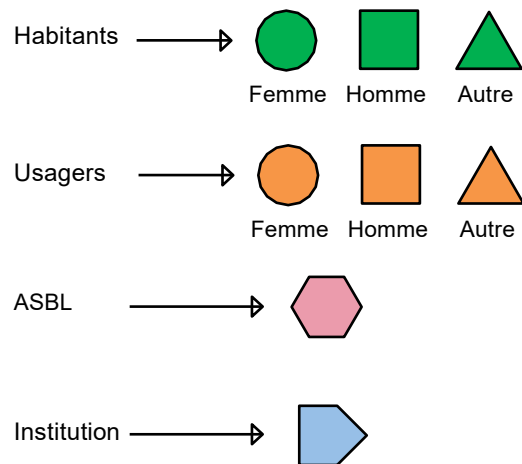 Habitants
Femme Homme Autre
Usagers
Femme Homme Autre
ASBL
Institution